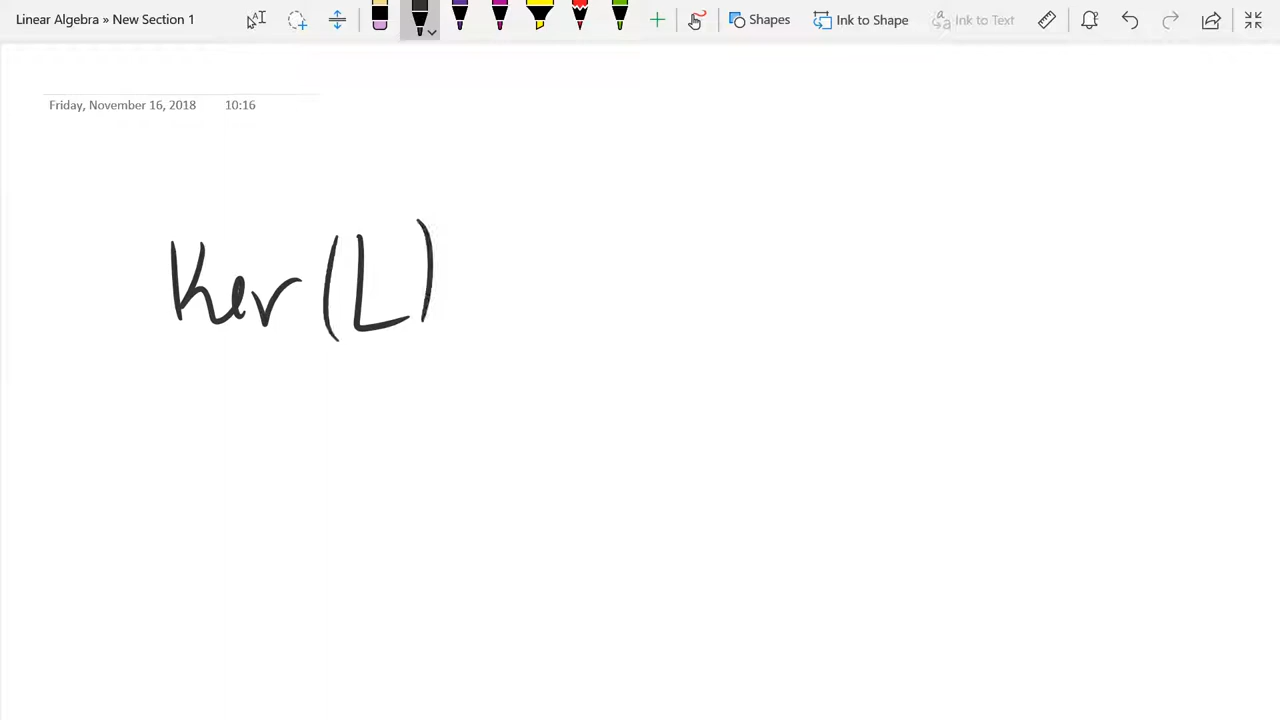 Linear Algebra » New Section 1 Shapes Ink to Shape Ink to Text
Friday, November 16, 2018 10:16
Ker (L)